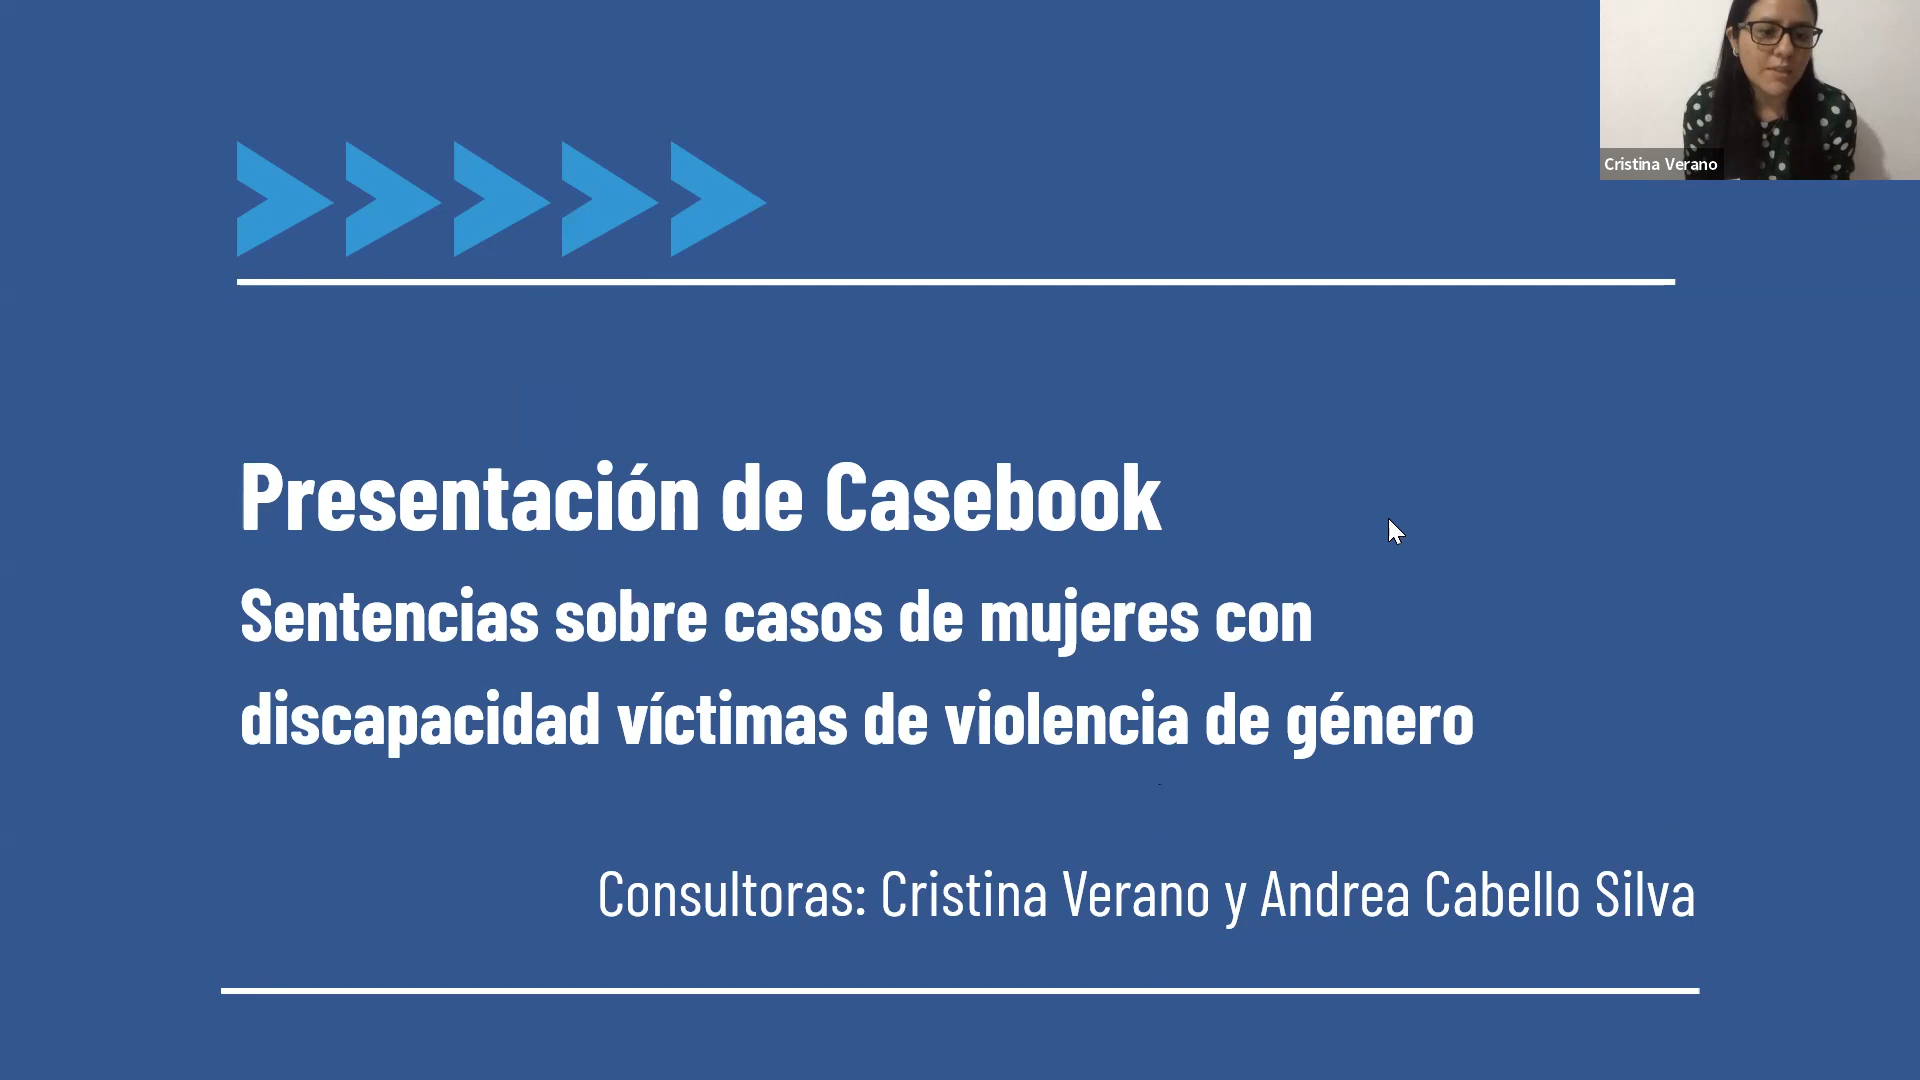 Cristina Verano
Presentación de Casebook
Sentencias sobre casos de mujeres con
discapacidad víctimas de violencia de género
Consultoras: Cristina Verano y Andrea Cabello Silva